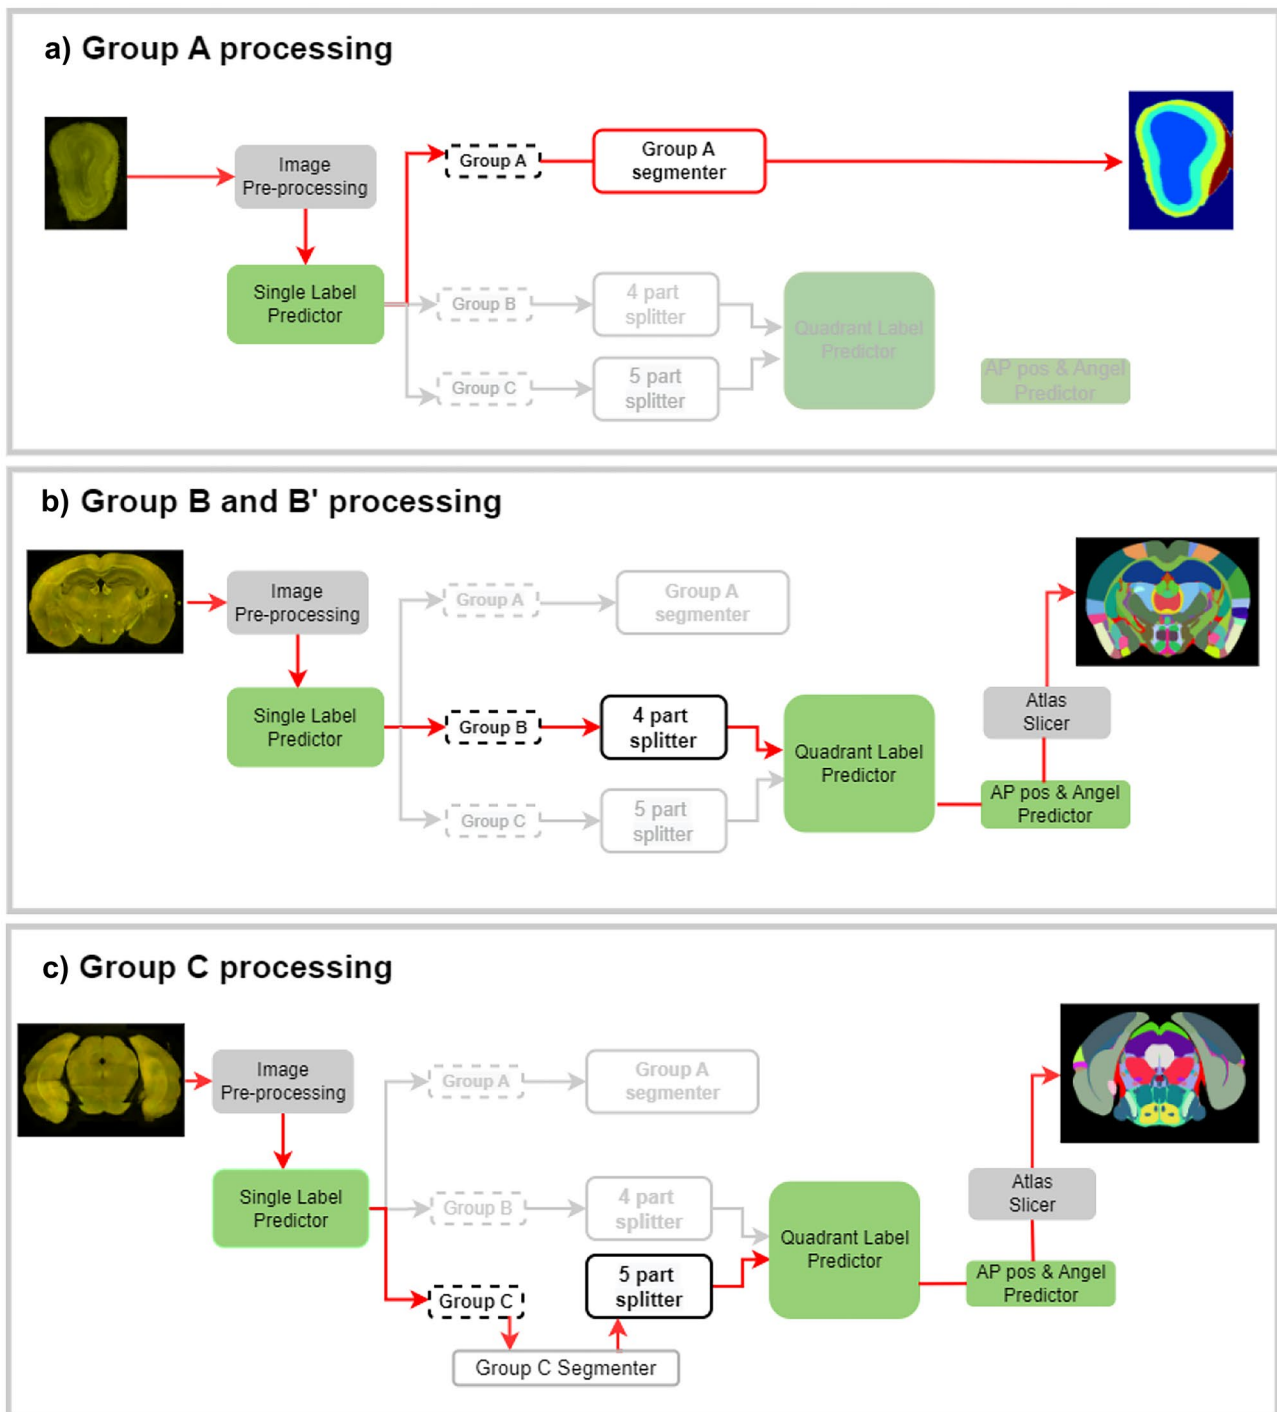 a) Group A processing
Image
Pre-processing
Group A
Group A
segmenter
Single Label
Predictor
Group B
4 part
splitter
Quadrant Label
Predictor
Group C
5 part
splitter
AP pos & Angel
Predictor
b) Group B and B' processing
Image
Pre-processing
Group A
Group A
segmenter
Single Label
Predictor
Group B
4 part
splitter
Quadrant Label
Predictor
Atlas
Slicer
Group C
5 part
splitter
AP pos & Angel
Predictor
c) Group C processing
Image
Pre-processing
Group A
Group A
segmenter
Single Label
Predictor
Group B
4 part
splitter
Quadrant Label
Predictor
Atlas
Slicer
Group C
5 part
splitter
AP pos & Angel
Predictor
Group C Segmenter